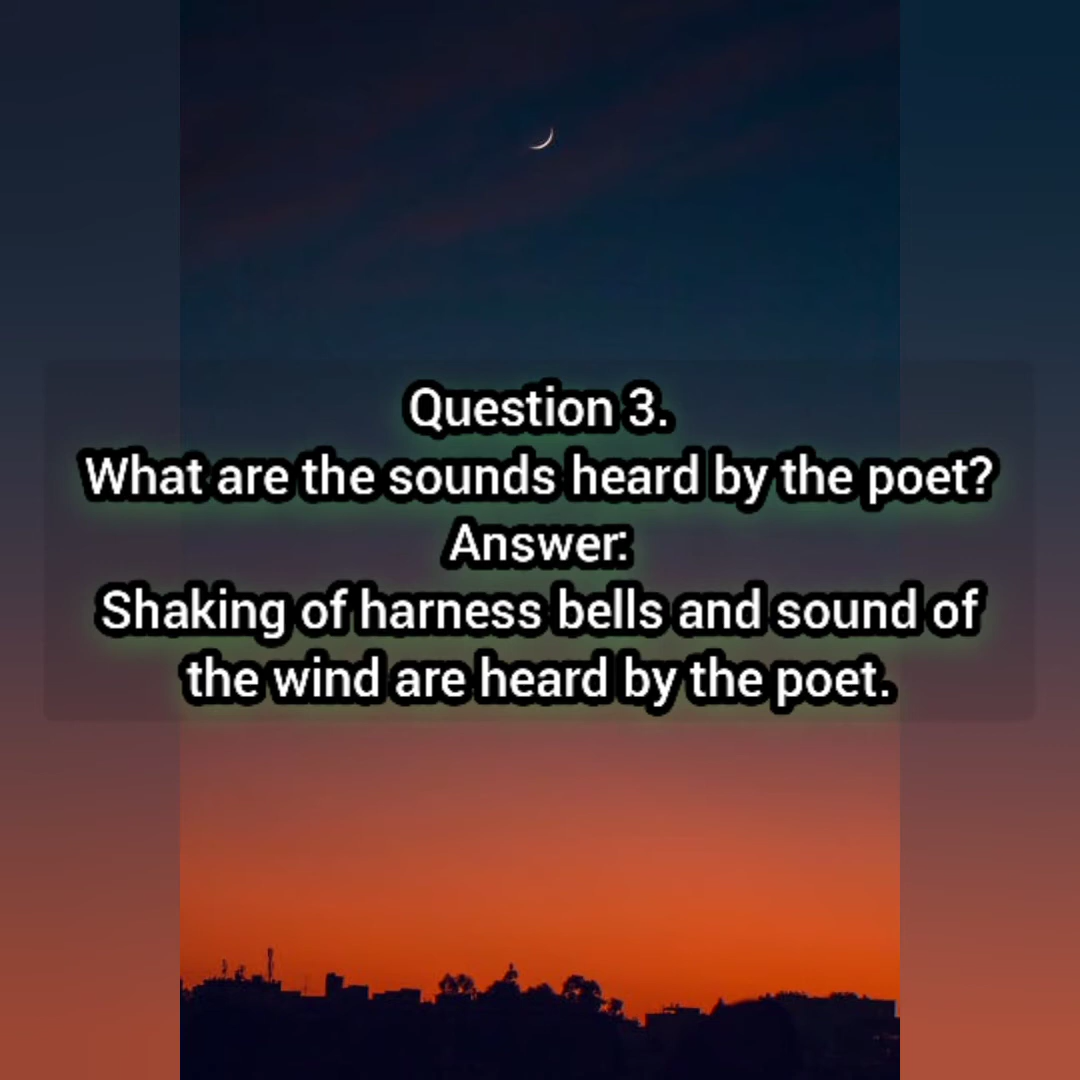 Question 3.
What are the sounds heard by the poet?
Answer:
Shaking of harness bells and sound of
the wind are heard by the poet.